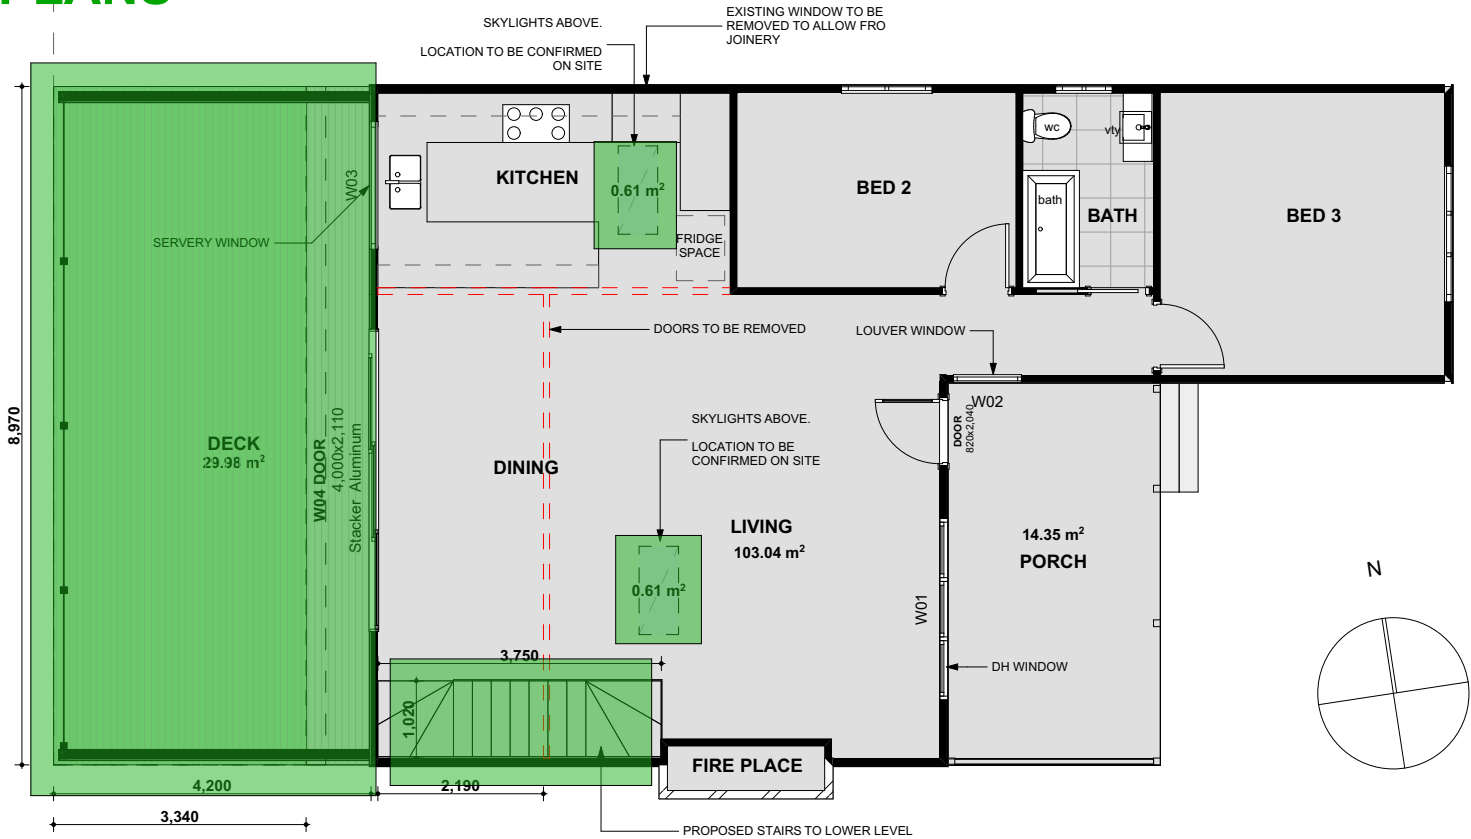 PLANS
SKYLIGHTS ABOVE.
LOCATION TO BE CONFIRMED
ON SITE
EXISTING WINDOW TO BE
REMOVED TO ALLOW FRO
JOINERY
KITCHEN
0.61 m²
W03
SERVERY WINDOW
FRIDGE
SPACE
BED 2
wc
vty
bath
BATH
BED 3
DOORS TO BE REMOVED
LOUVER WINDOW
8,970
DECK
29.98 m²
W04 DOOR
4,000x2,110
Stacker Aluminum
DINING
SKYLIGHTS ABOVE.
LOCATION TO BE
CONFIRMED ON SITE
W02
DOOR
820x2,040
LIVING
103.04 m²
14.35 m²
PORCH
0.61 m²
W01
N
3,750
1,020
DH WINDOW
FIRE PLACE
4,200
2,190
3,340
PROPOSED STAIRS TO LOWER LEVEL